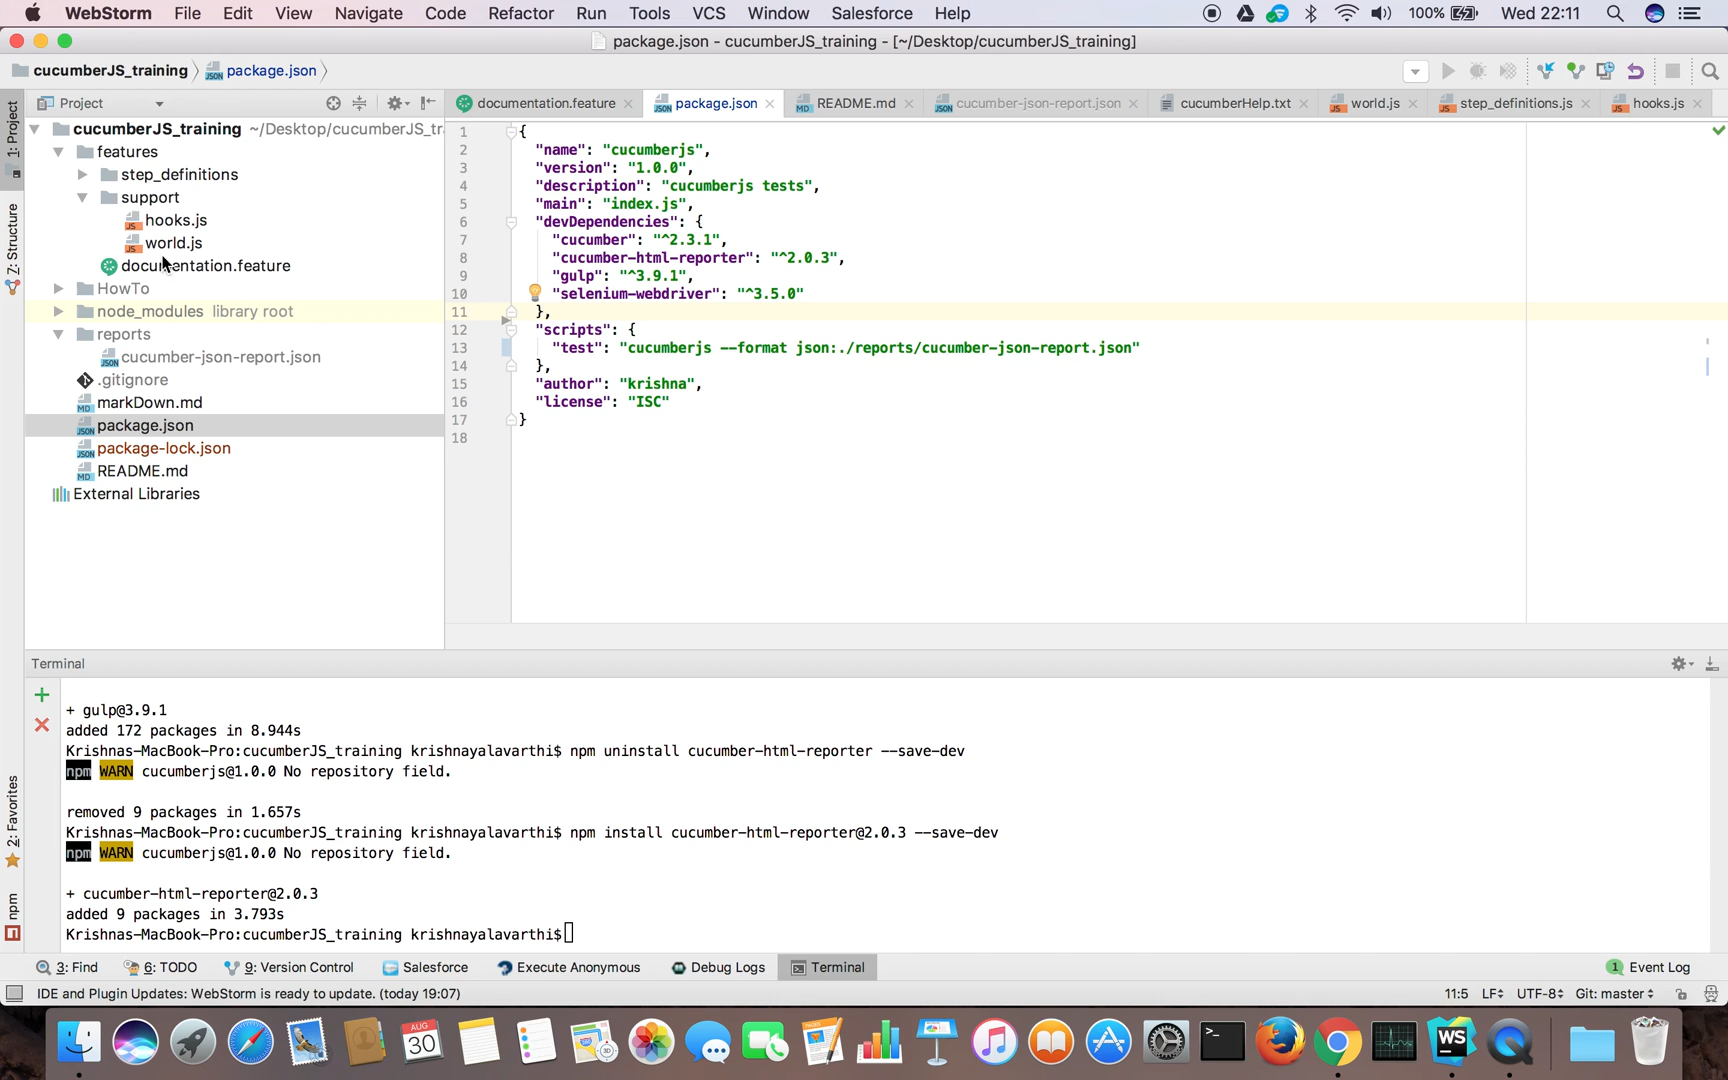 WebStorm File Edit View Navigate Code Refactor Run Tools VCS Window Salesforce Help 100% Wed 22:11
package.json - cucumberJS_training - [~/Desktop/cucumberJS_training]
cucumberJS_training package.json
Project
documentation.feature package.json README.md cucumber-json-report.json cucumberHelp.txt world.js step_definitions.js hooks.js
1: Project
7: Structure
2: Favorites
npm
cucumberJS_training ~/Desktop/cucumberJS_tr
features
step_definitions
support
hooks.js
world.js
documentation.feature
HowTo
node_modules library root
reports
cucumber-json-report.json
.gitignore
markDown.md
package.json
package-lock.json
README.md
External Libraries
1 {
2 "name": "cucumberjs",
3 "version": "1.0.0",
4 "description": "cucumberjs tests",
5 "main": "index.js",
6 "devDependencies": {
7 "cucumber": "^2.3.1",
8 "cucumber-html-reporter": "^2.0.3",
9 "gulp": "^3.9.1",
10 "selenium-webdriver": "^3.5.0"
11 },
12 "scripts": {
13 "test": "cucumberjs --format json:./reports/cucumber-json-report.json"
14 },
15 "author": "krishna",
16 "license": "ISC"
17 }
18
Terminal
+ gulp@3.9.1
added 172 packages in 8.944s
Krishnas-MacBook-Pro:cucumberJS_training krishnayalavarthi$ npm uninstall cucumber-html-reporter --save-dev
npm WARN cucumberjs@1.0.0 No repository field.
removed 9 packages in 1.657s
Krishnas-MacBook-Pro:cucumberJS_training krishnayalavarthi$ npm install cucumber-html-reporter@2.0.3 --save-dev
npm WARN cucumberjs@1.0.0 No repository field.
+ cucumber-html-reporter@2.0.3
added 9 packages in 3.793s
Krishnas-MacBook-Pro:cucumberJS_training krishnayalavarthi$
3: Find 6: TODO 9: Version Control Salesforce Execute Anonymous Debug Logs Terminal 1 Event Log
IDE and Plugin Updates: WebStorm is ready to update. (today 19:07) 11:5 LF UTF-8 Git: master
AUG
30
WS